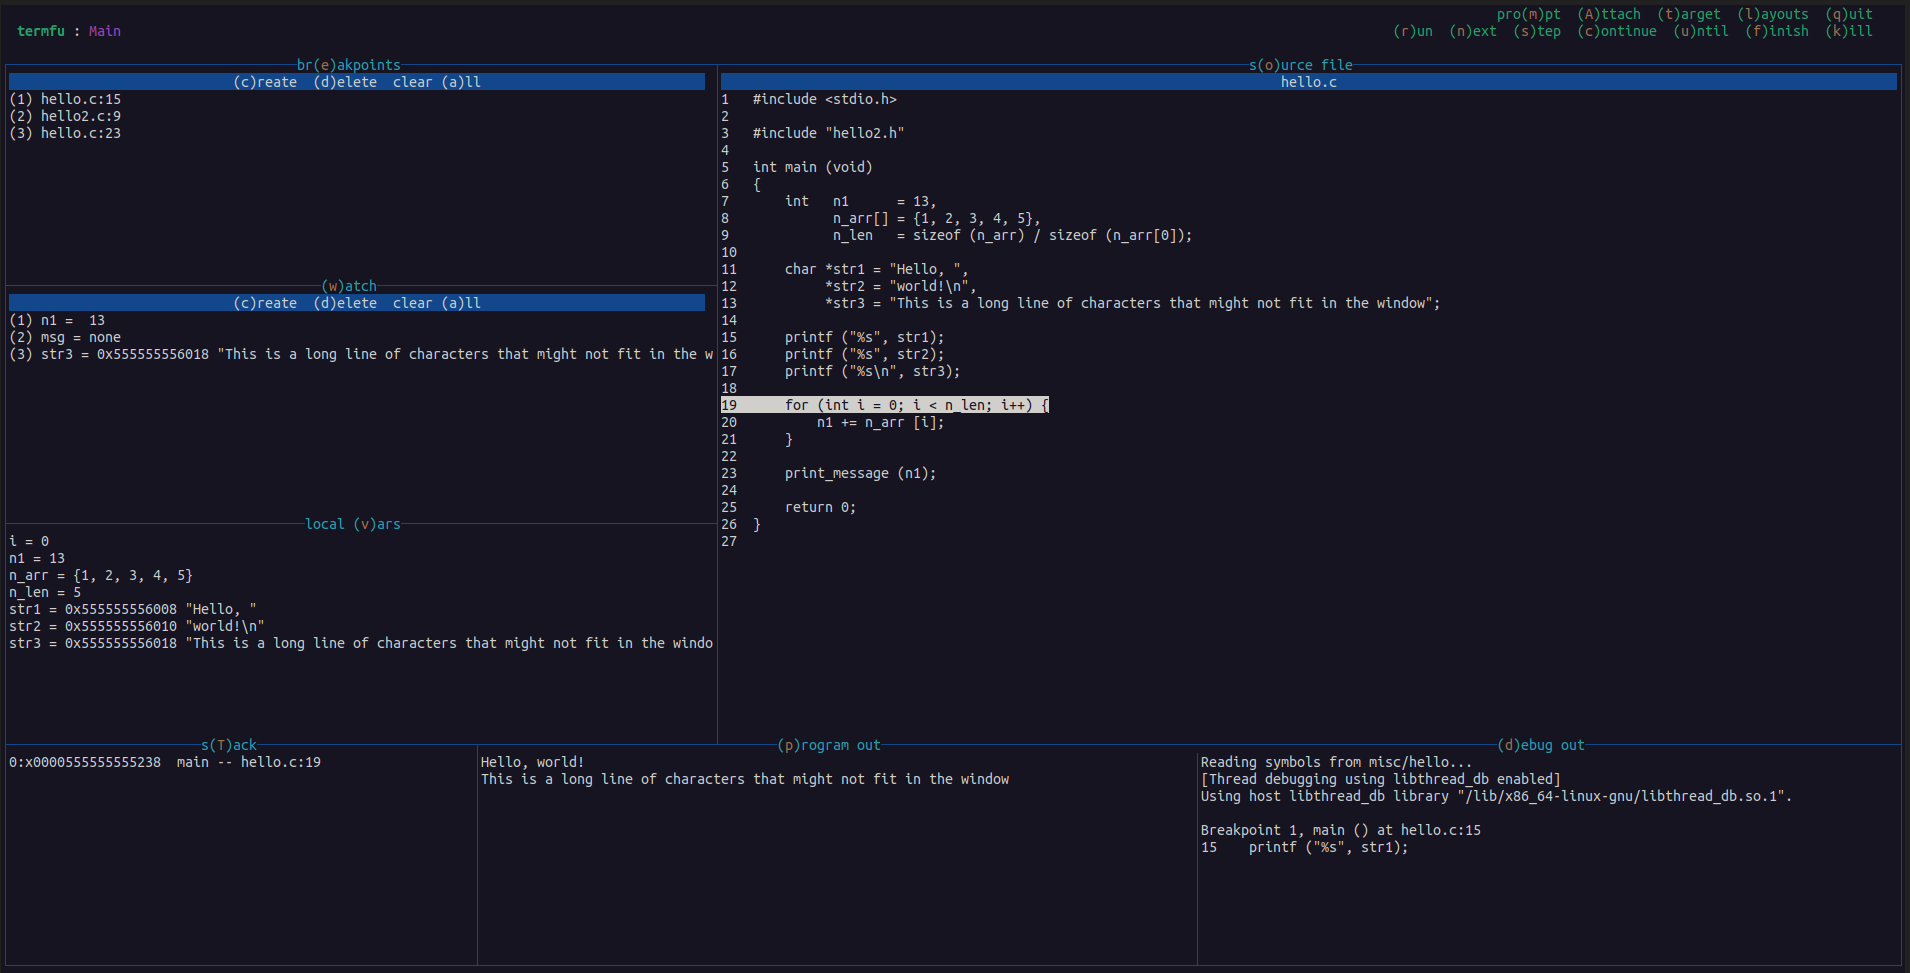 pro(m)pt  (A)ttach  (t)arget  (l)ayouts  (q)uit
termfu : Main
(r)un  (n)ext  (s)tep  (c)ontinue  (u)ntil  (f)inish  (k)ill
br(e)akpoints
(c)reate  (d)elete  clear (a)ll
(1) hello.c:15
(2) hello2.c:9
(3) hello.c:23
(w)atch
(c)reate  (d)elete  clear (a)ll
(1) n1 =  13
(2) msg = none
(3) str3 = 0x555555556018 "This is a long line of characters that might not fit in the w
local (v)ars
i = 0
n1 = 13
n_arr = {1, 2, 3, 4, 5}
n_len = 5
str1 = 0x555555556008 "Hello, "
str2 = 0x555555556010 "world!\n"
str3 = 0x555555556018 "This is a long line of characters that might not fit in the windo
s(o)urce file
hello.c
1   #include <stdio.h>
2
3   #include "hello2.h"
4
5   int main (void)
6   {
7       int   n1      = 13,
8             n_arr[] = {1, 2, 3, 4, 5},
9             n_len   = sizeof (n_arr) / sizeof (n_arr[0]);
10
11      char *str1 = "Hello, ",
12           *str2 = "world!\n",
13           *str3 = "This is a long line of characters that might not fit in the window";
14
15      printf ("%s", str1);
16      printf ("%s", str2);
17      printf ("%s\n", str3);
18
19      for (int i = 0; i < n_len; i++) {
20          n1 += n_arr [i];
21      }
22
23      print_message (n1);
24
25      return 0;
26  }
27
s(T)ack
0:x0000555555555238  main -- hello.c:19
(p)rogram out
Hello, world!
This is a long line of characters that might not fit in the window
(d)ebug out
Reading symbols from misc/hello...
[Thread debugging using libthread_db enabled]
Using host libthread_db library "/lib/x86_64-linux-gnu/libthread_db.so.1".
Breakpoint 1, main () at hello.c:15
15    printf ("%s", str1);